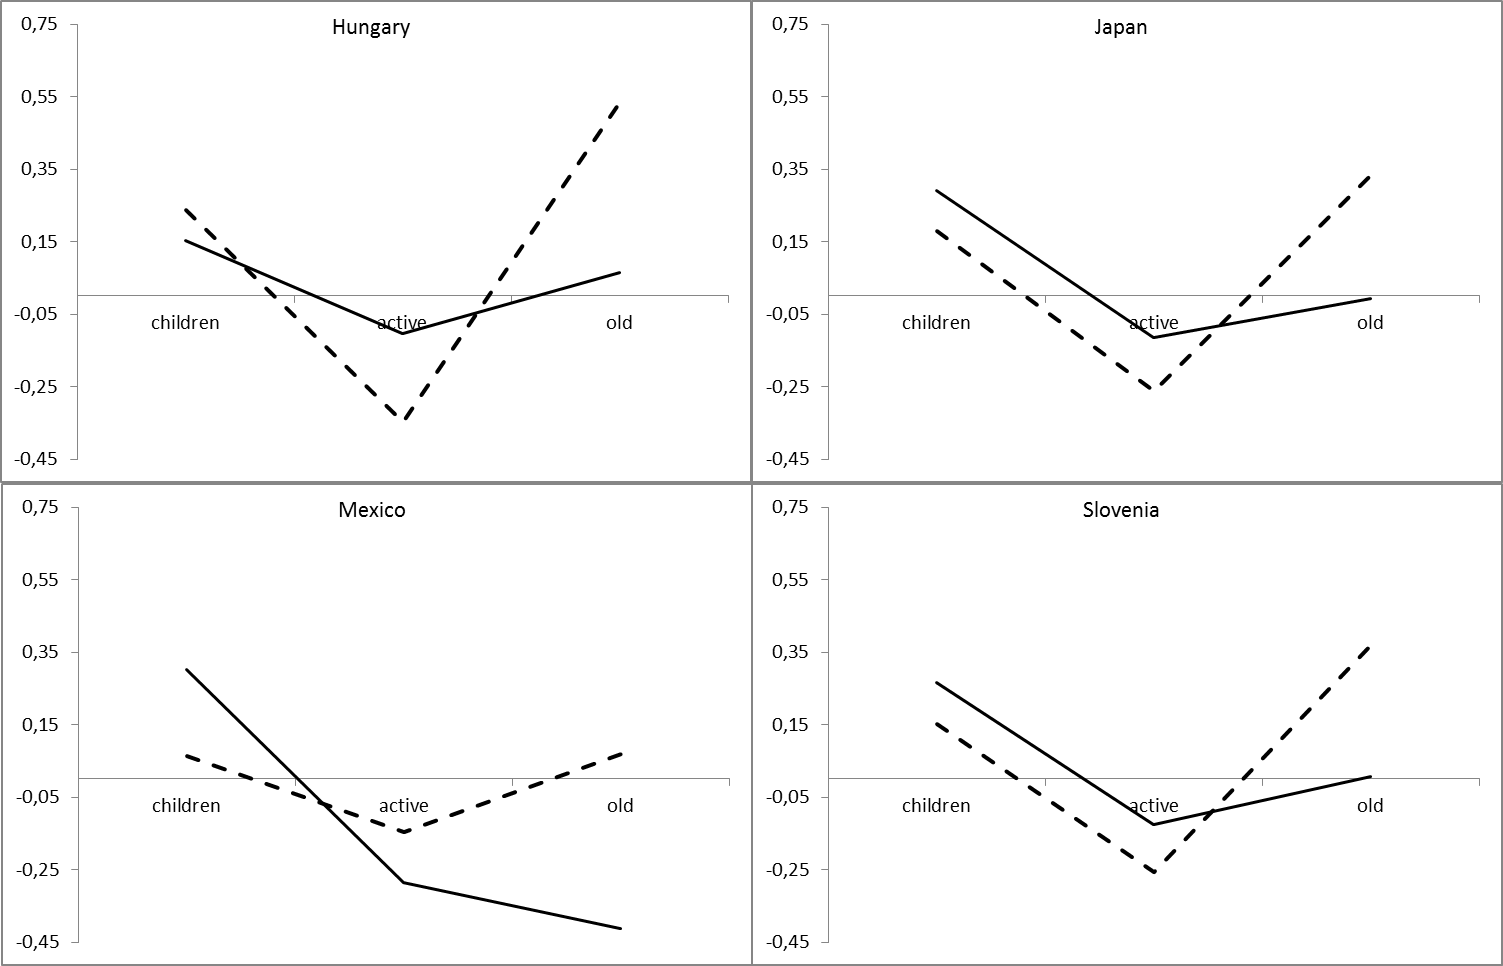 Hungary
0,75
0,55
0,35
0,15
-0,05
-0,25
-0,45
children
active
old
Japan
0,75
0,55
0,35
0,15
-0,05
-0,25
-0,45
children
active
old
Mexico
0,75
0,55
0,35
0,15
-0,05
-0,25
-0,45
children
active
old
Slovenia
0,75
0,55
0,35
0,15
-0,05
-0,25
-0,45
children
active
old